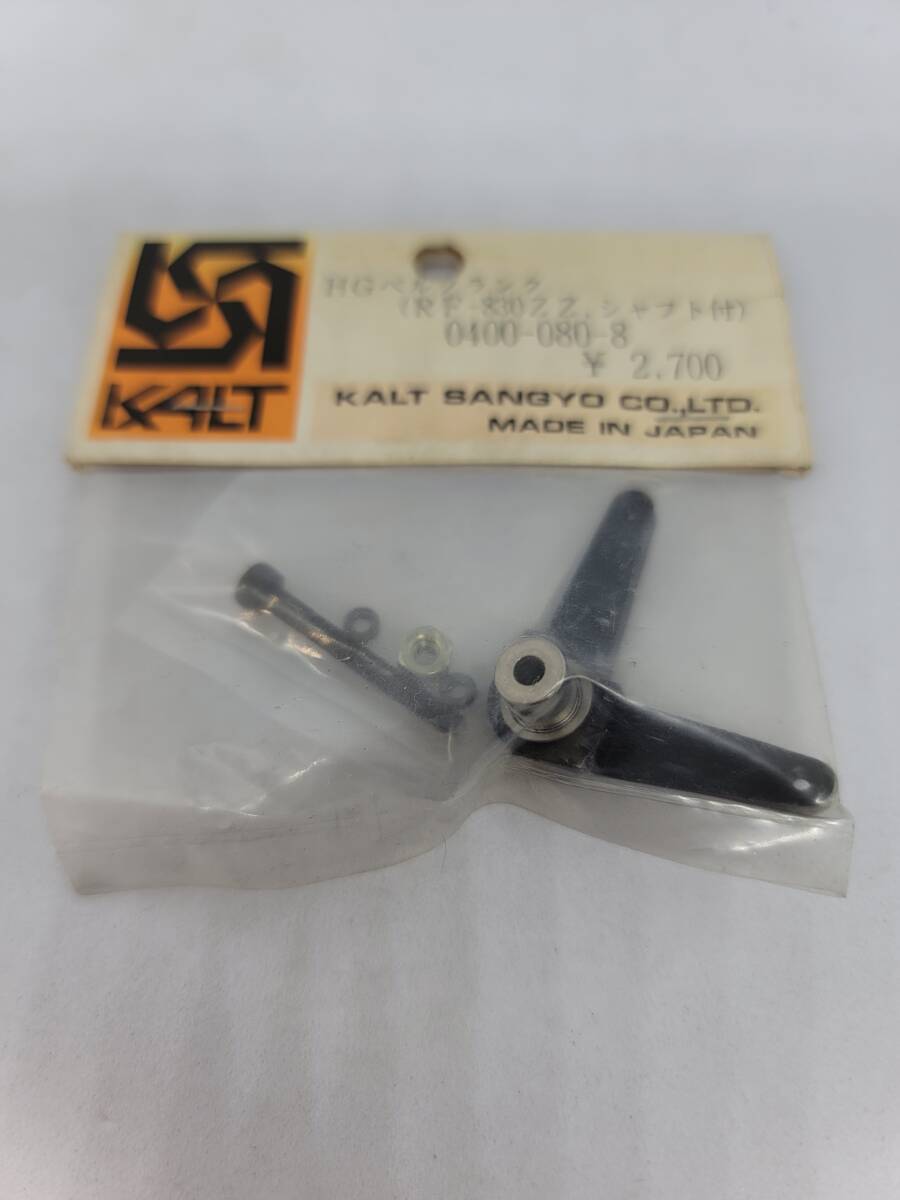 KALT
HGベルクランク
(RF-830ZZ,シャフト付)
0400-080-8
¥ 2,700
KALT SANGYO CO.,LTD.
MADE IN JAPAN